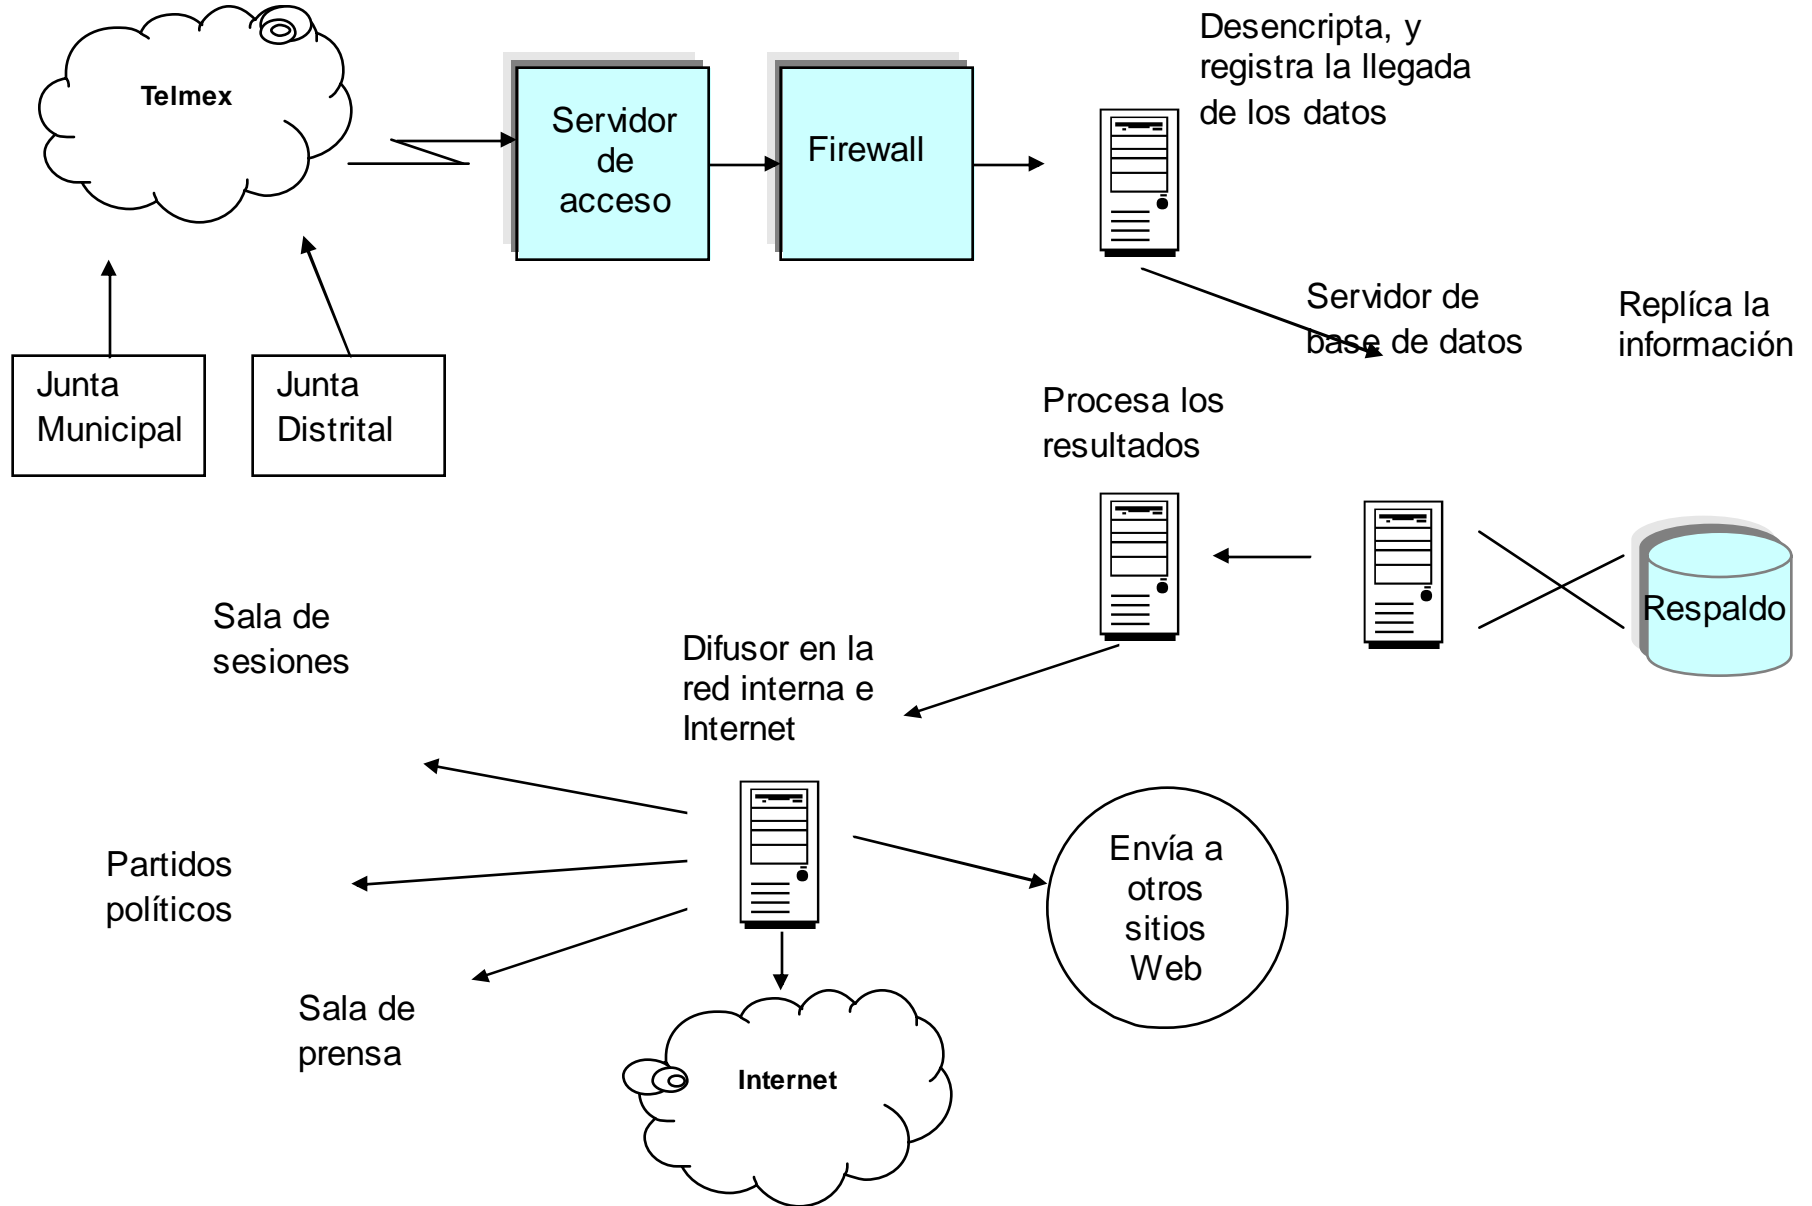 Telmex
Servidor
de
acceso
Firewall
Desencripta, y
registra la llegada
de los datos
Junta
Municipal
Junta
Distrital
Servidor de
base de datos
Replíca la
información
Procesa los
resultados
Respaldo
Sala de
sesiones
Difusor en la
red interna e
Internet
Partidos
políticos
Envía a
otros
sitios
Web
Sala de
prensa
Internet